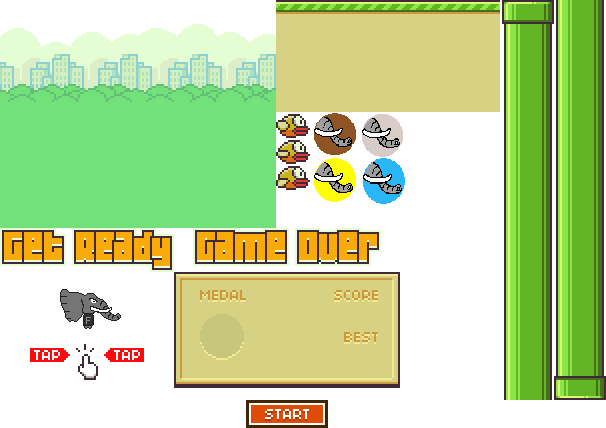 Get Ready
Game Over
MEDAL
SCORE
BEST
TAP
TAP
F
START